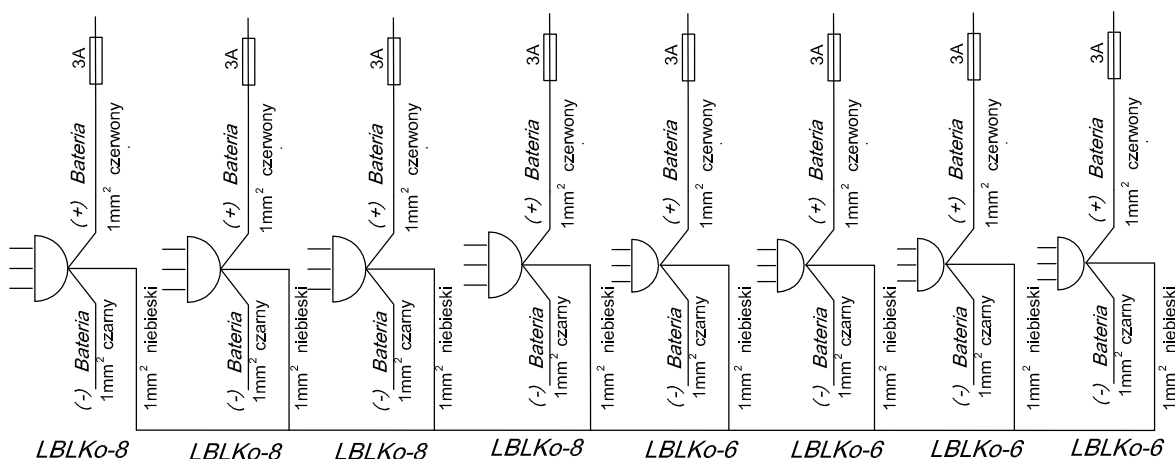 3A
(+) Bateria
1mm² czerwony
(-) Bateria
1mm² czarny
1mm² niebieski
LBLKo-8
3A
(+) Bateria
1mm² czerwony
(-) Bateria
1mm² czarny
1mm² niebieski
LBLKo-8
3A
(+) Bateria
1mm² czerwony
(-) Bateria
1mm² czarny
1mm² niebieski
LBLKo-8
3A
(+) Bateria
1mm² czerwony
(-) Bateria
1mm² czarny
1mm² niebieski
LBLKo-8
3A
(+) Bateria
1mm² czerwony
(-) Bateria
1mm² czarny
1mm² niebieski
LBLKo-6
3A
(+) Bateria
1mm² czerwony
(-) Bateria
1mm² czarny
1mm² niebieski
LBLKo-6
3A
(+) Bateria
1mm² czerwony
(-) Bateria
1mm² czarny
1mm² niebieski
LBLKo-6
3A
(+) Bateria
1mm² czerwony
(-) Bateria
1mm² czarny
1mm² niebieski
LBLKo-6